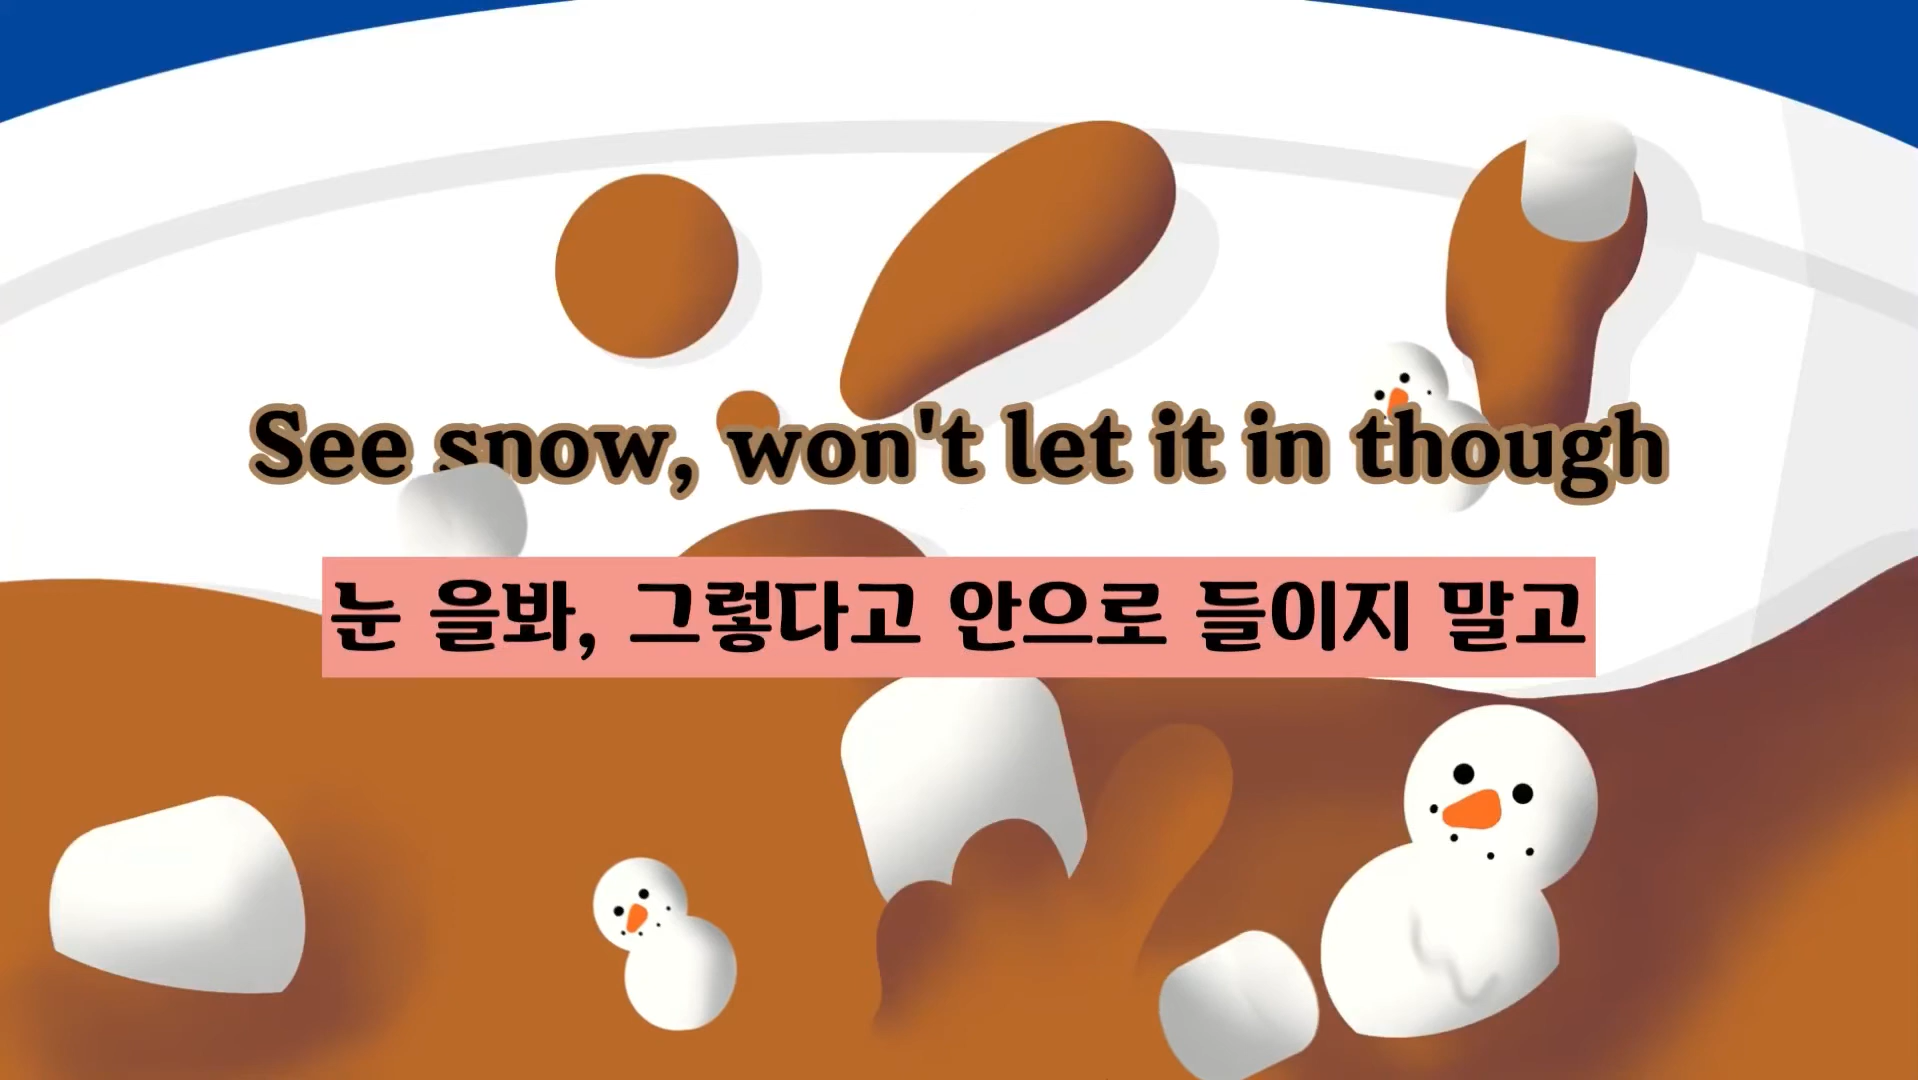 See snow, won't let it in though
눈 을봐, 그렇다고 안으로 들이지 말고